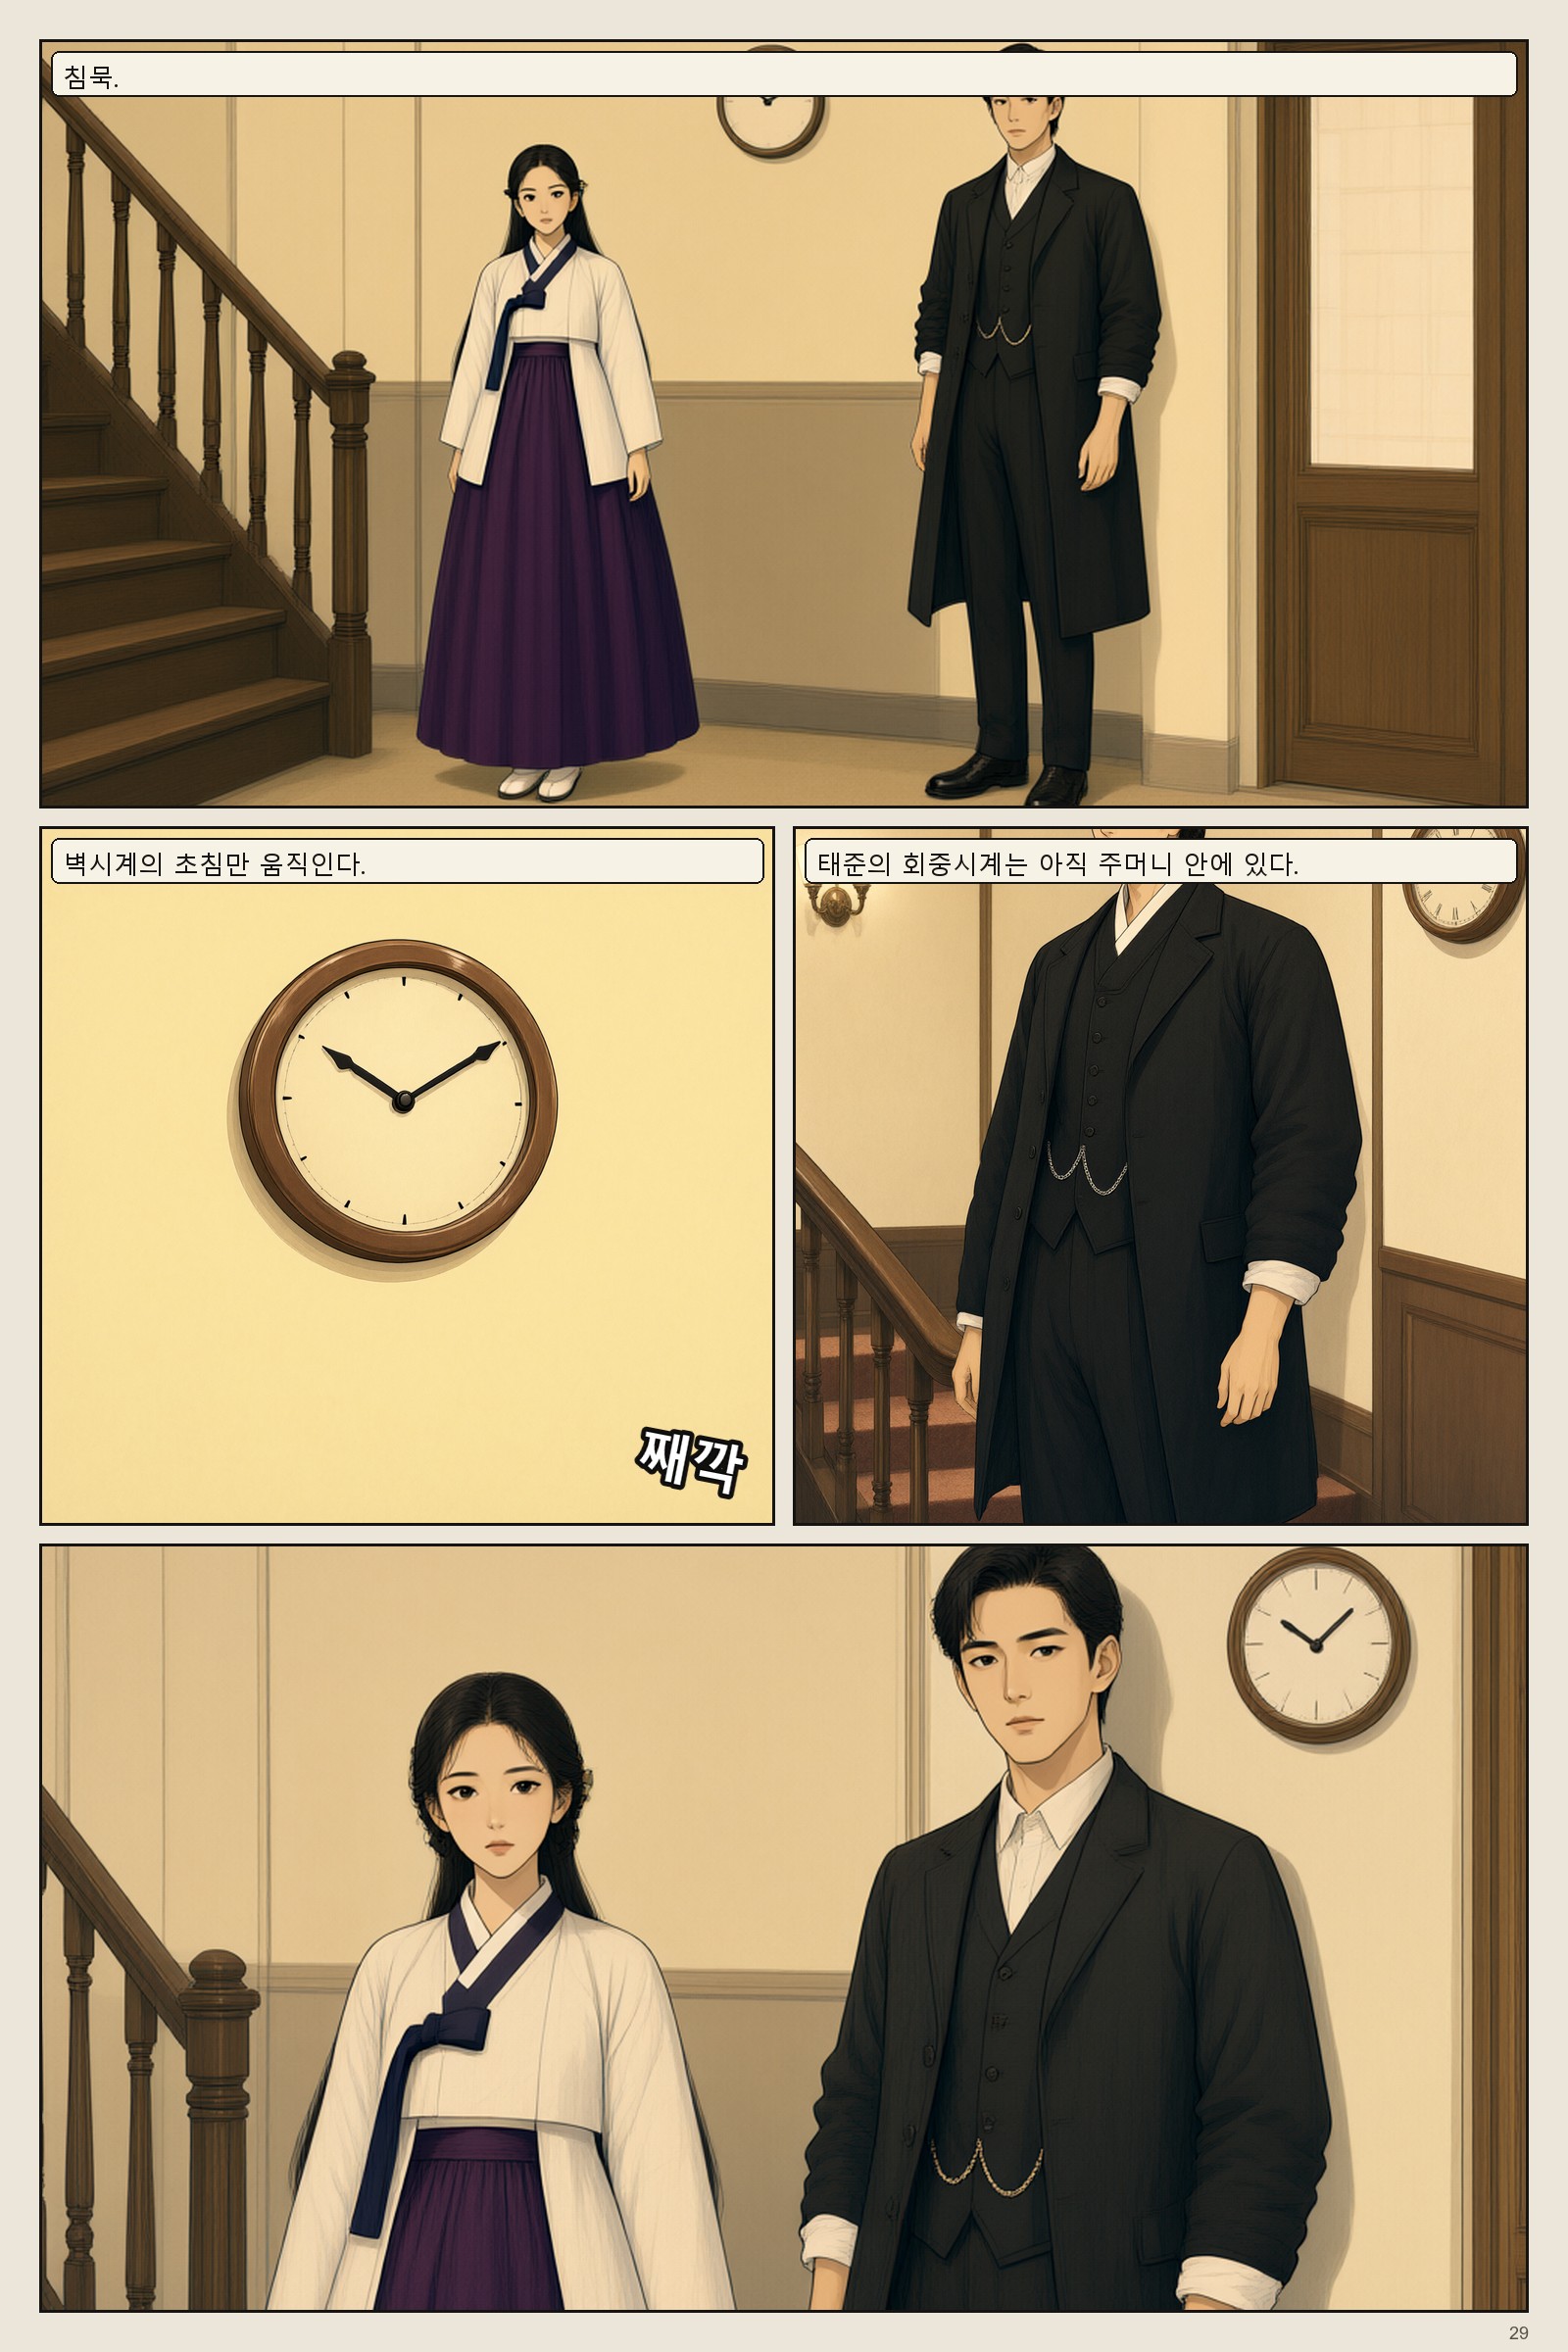 침묵.
벽시계의 초침만 움직인다.
째깍
태준의 회중시계는 아직 주머니 안에 있다.
29